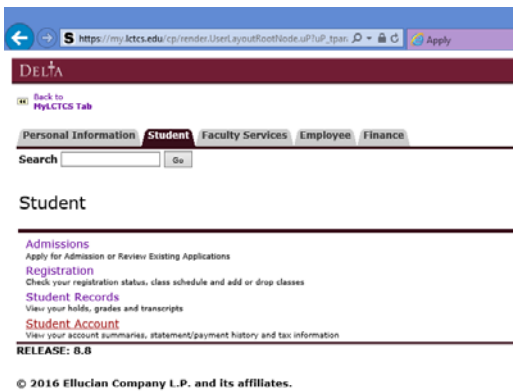 https://my.lctcs.edu/cp/render.UserLayoutRootNode.uP?uP_tpar
Apply
DELTA
Back to
MyLCTCS Tab
Personal Information Student Faculty Services Employee Finance
Search Go
Student
Admissions
Apply for Admission or Review Existing Applications
Registration
Check your registration status, class schedule and add or drop classes
Student Records
View your holds, grades and transcripts
Student Account
View your account summaries, statement/payment history and tax information
RELEASE: 8.8
© 2016 Ellucian Company L.P. and its affiliates.